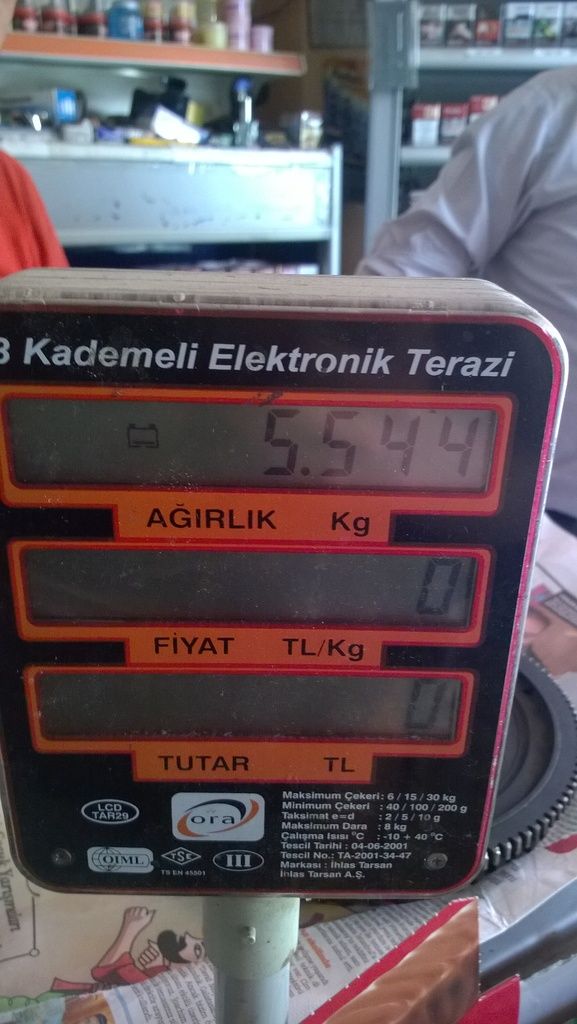 3 Kademeli Elektronik Terazi
5.544
AĞIRLIK Kg
0
FİYAT TL/Kg
0
TUTAR TL
LCD
TAR29
ora
OIML
TSE
TS EN 45501
III
Maksimum Çekeri : 6 / 15 / 30 kg
Minimum Çekeri : 40 / 100 / 200 g
Taksimat e=d : 2 / 5 / 10 g
Maksimum Dara : 8 kg
Çalışma Isısı °C : -10 + 40 °C
Tescil Tarihi : 04-06-2001
Tescil No.: TA-2001-34-47
Markası : İhlas Tarsan
İhlas Tarsan A.Ş.